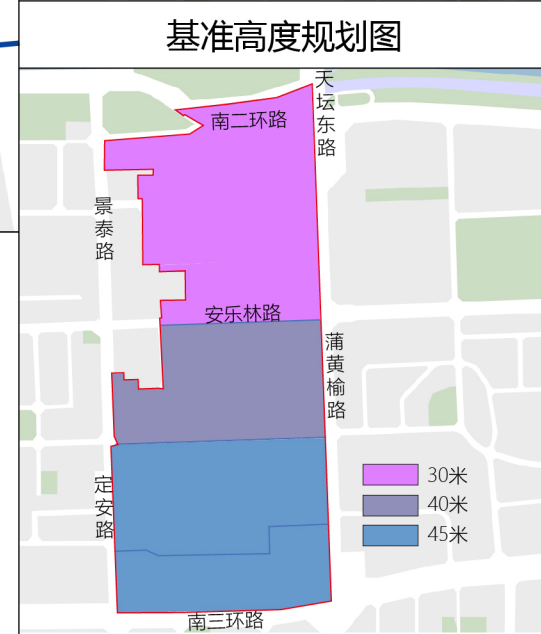 基准高度规划图
天坛东路
南二环路
景泰路
安乐林路
蒲黄榆路
30米
40米
45米
定安路
南三环路